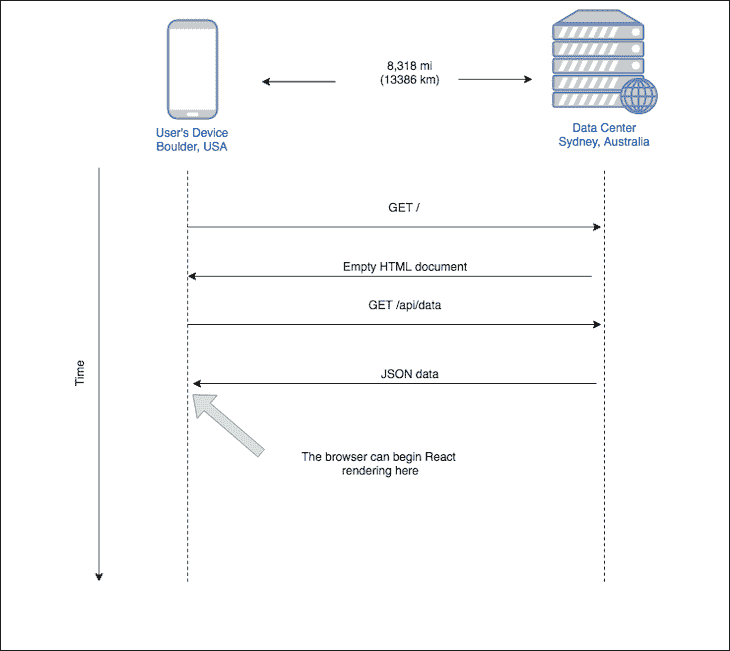 8,318 mi
(13386 km)
User's Device
Boulder, USA
Data Center
Sydney, Australia
GET /
Empty HTML document
GET /api/data
JSON data
Time
The browser can begin React
rendering here